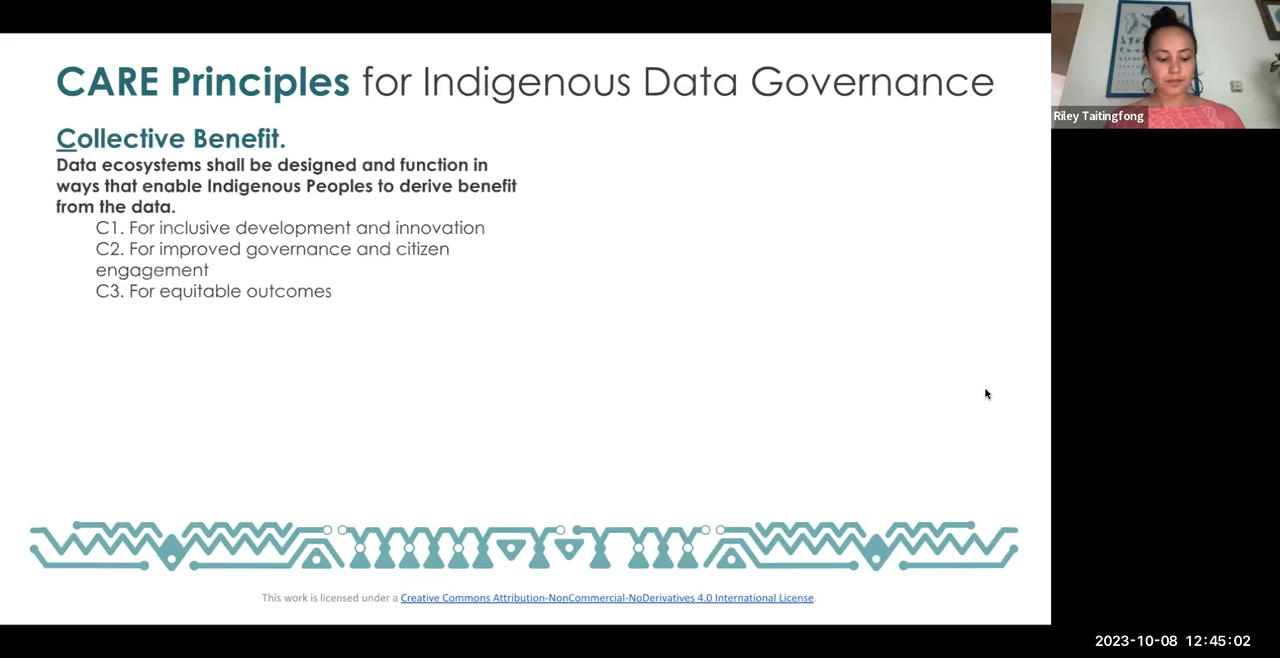 CARE Principles for Indigenous Data Governance
Collective Benefit.
Data ecosystems shall be designed and function in
ways that enable Indigenous Peoples to derive benefit
from the data.
C1. For inclusive development and innovation
C2. For improved governance and citizen
engagement
C3. For equitable outcomes
This work is licensed under a Creative Commons Attribution-NonCommercial-NoDerivatives 4.0 International License.
Riley Taitingfong
2023-10-08 12:45:02